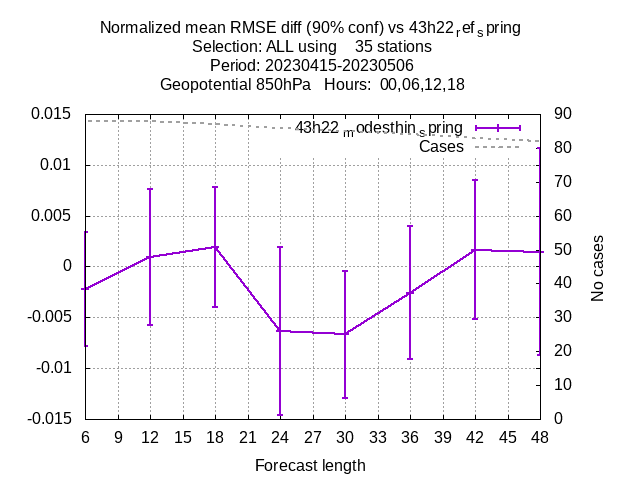 Normalized mean RMSE diff (90% conf) vs 43h22ref spring
Selection: ALL using 35 stations
Period: 20230415-20230506
Geopotential 850hPa Hours: 00,06,12,18
43h22modesthinspring
Cases
0.015
0.01
0.005
0
-0.005
-0.01
-0.015
90
80
70
60
50
40
30
20
10
0
No cases
6 9 12 15 18 21 24 27 30 33 36 39 42 45 48
Forecast length